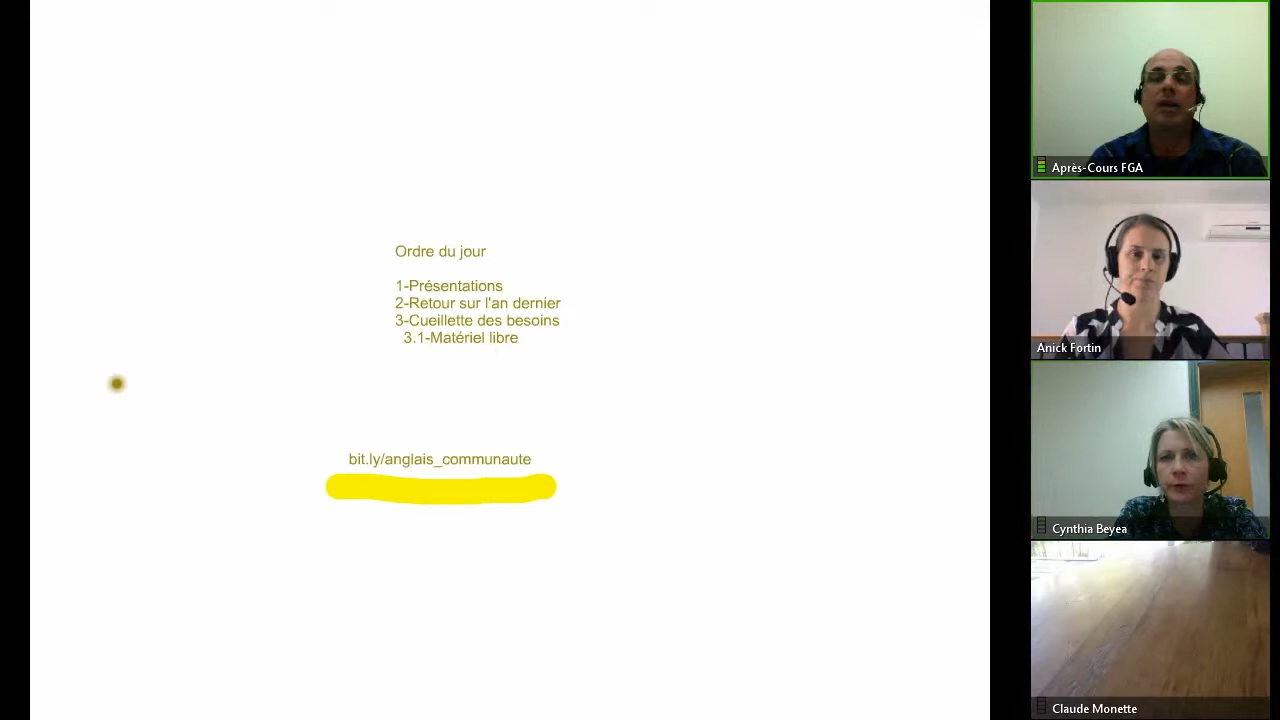 Ordre du jour
1-Présentations
2-Retour sur l'an dernier
3-Cueillette des besoins
3.1-Matériel libre
bit.ly/anglais_communaute
Après-Cours FGA
Anick Fortin
Cynthia Beyea
Claude Monette